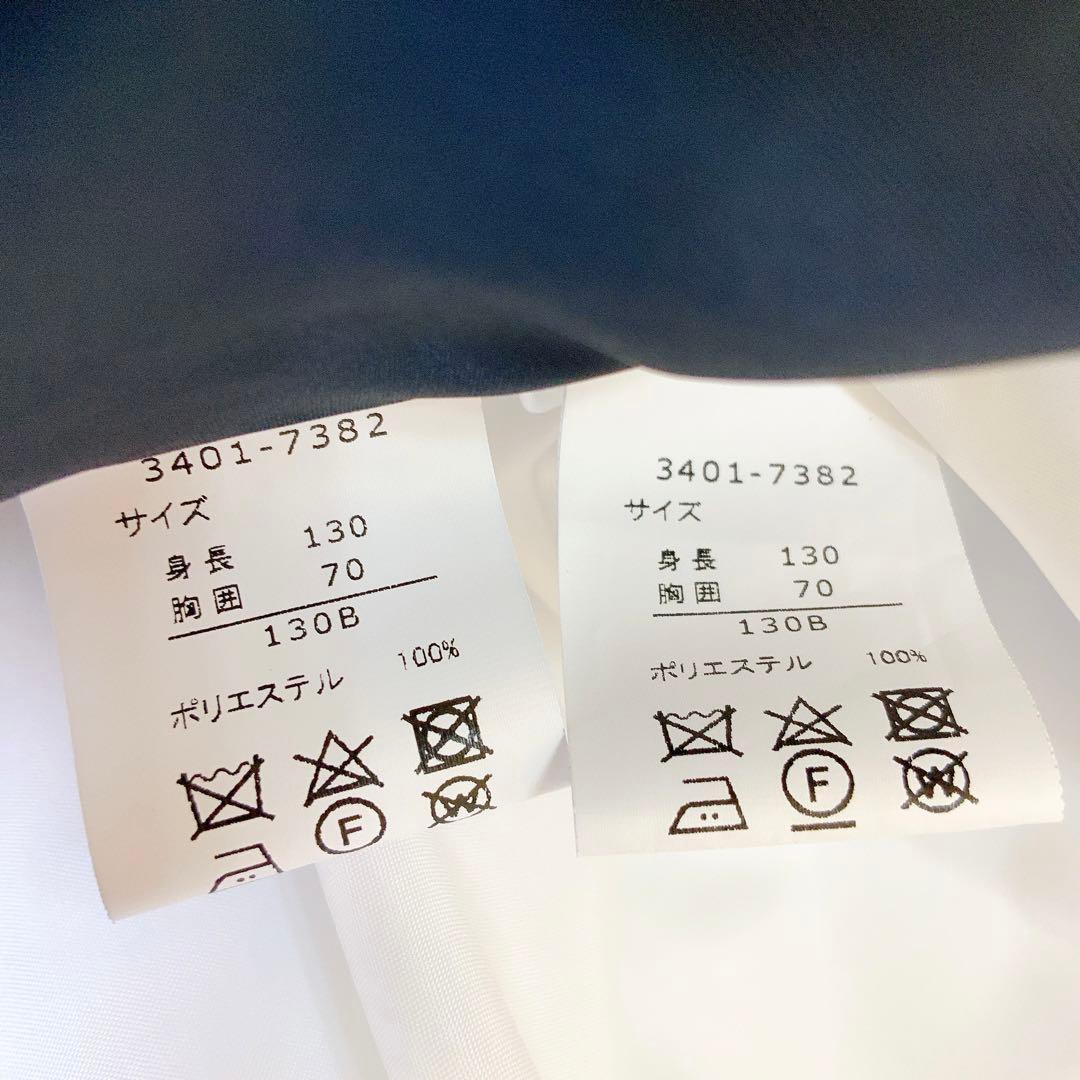 3401-7382
サイズ
身長 130
胸囲 70
130B
ポリエステル 100%
F
W
3401-7382
サイズ
身長 130
胸囲 70
130B
ポリエステル 100%
F
W